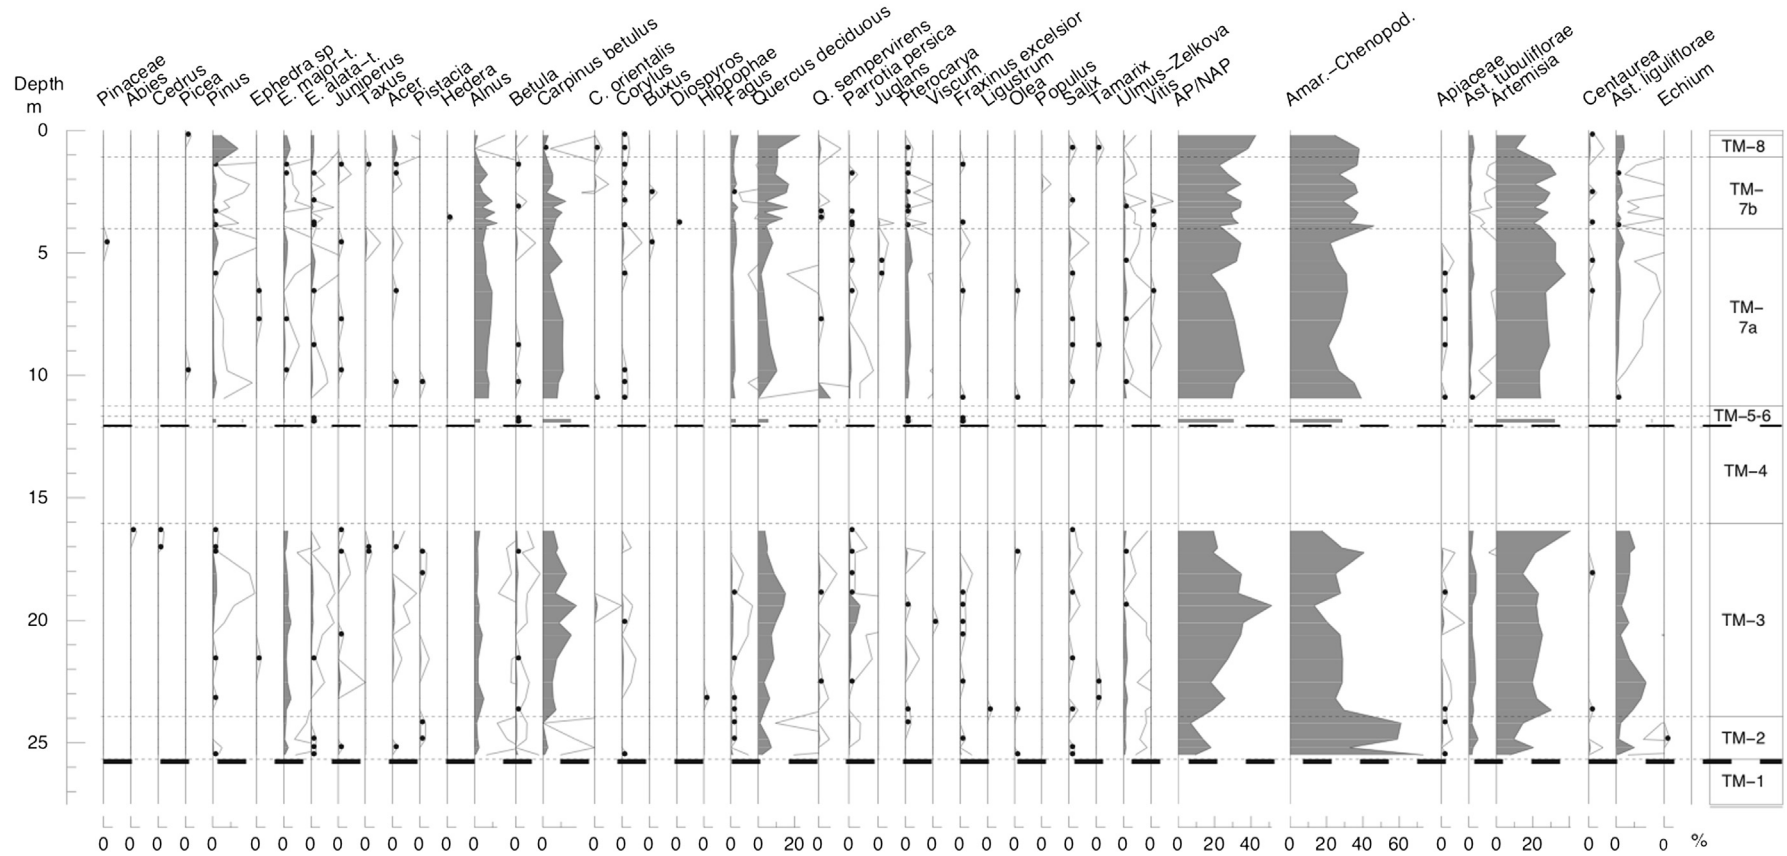 Depth
m
Pinaceae
Abies
Cedrus
Picea
Pinus
Ephedra sp
E. major-t.
E. alata-t.
Juniperus
Taxus
Acer
Pistacia
Hedera
Alnus
Betula
Carpinus betulus
C. orientalis
Corylus
Buxus
Diospyros
Hippophae
Fagus
Quercus deciduous
Q. sempervirens
Parrotia persica
Juglans
Pterocarya
Viscum
Fraxinus excelsior
Ligustrum
Olea
Populus
Salix
Tamarix
Ulmus-Zelkova
Vitis
AP/NAP
Amar.-Chenopod.
Apiaceae
Ast tubuliflorae
Artemisia
Centaurea
Ast. liguliflorae
Echium
0
5
10
15
20
25
TM-8
TM-
7b
TM-
7a
TM-5-6
TM-4
TM-3
TM-2
TM-1
0 0 0 0 0 0 0 0 0 0 0 0 0 0 0 0 0 0 0 0 0 0 0 20 0 0 0 0 0 0 0 0 0 0 0 0 0 0 20 40 0 20 40 60 0 0 0 20 0 0 0 %